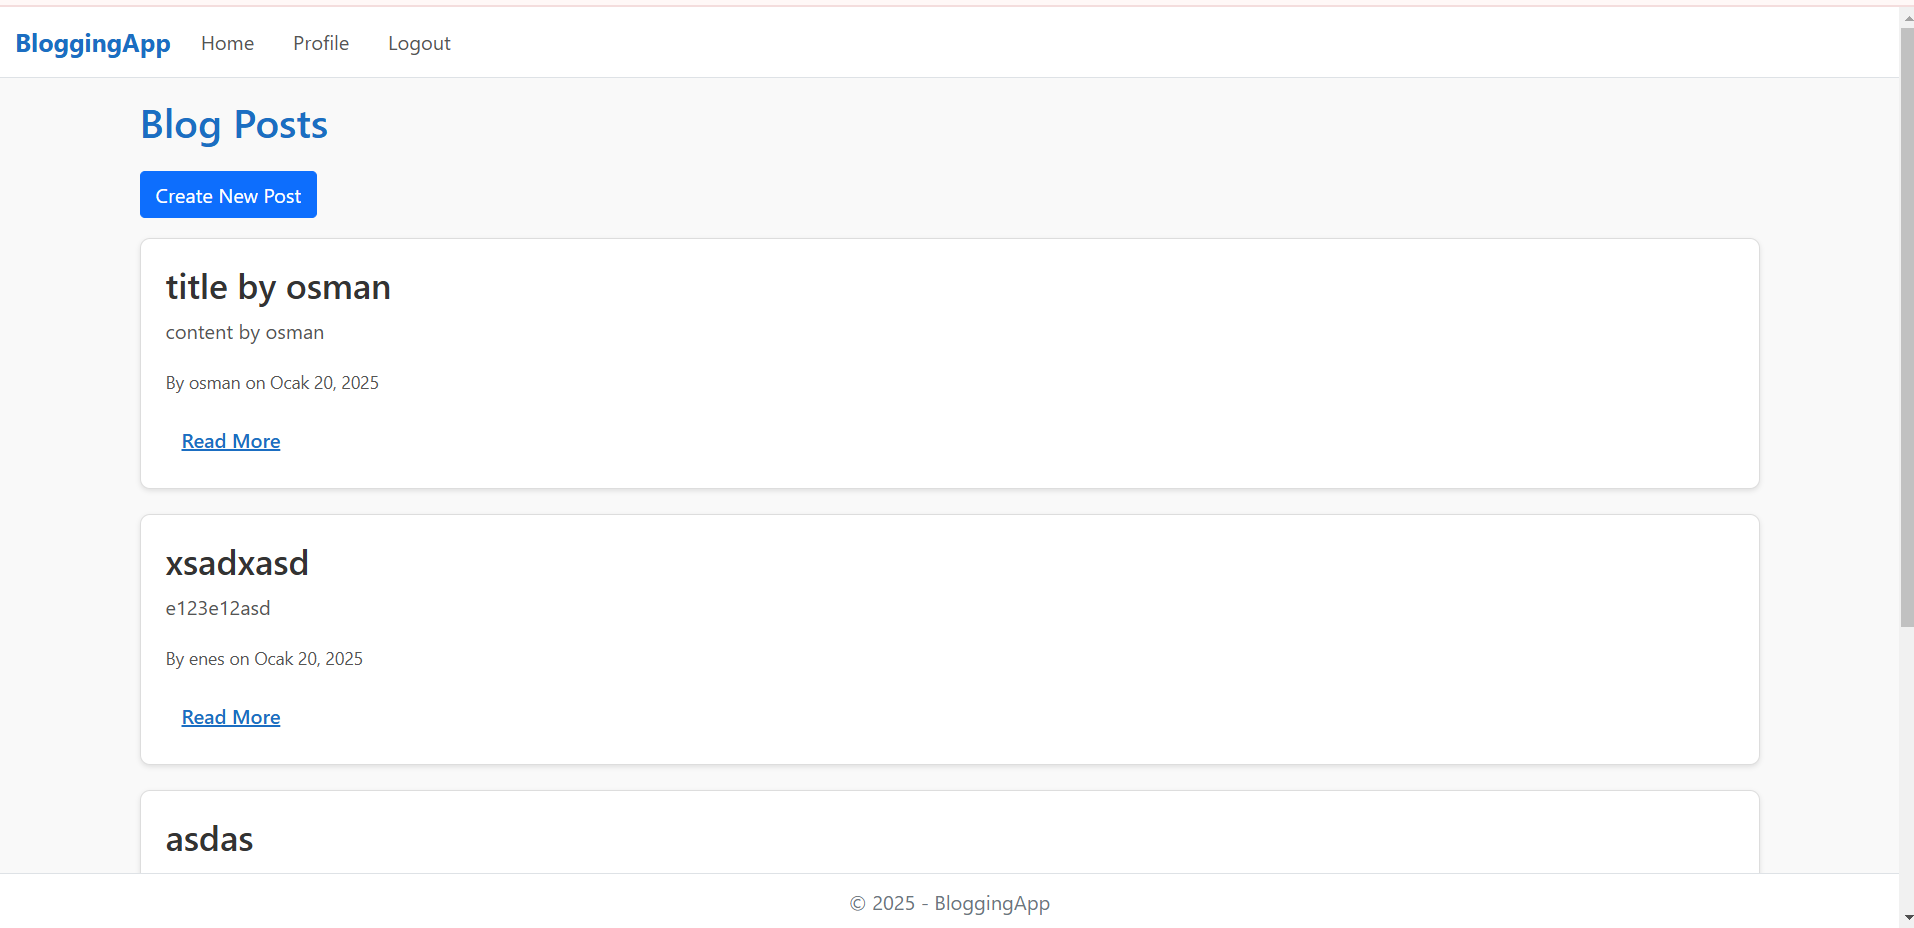 BloggingApp Home Profile Logout
Blog Posts
Create New Post
title by osman
content by osman
By osman on Ocak 20, 2025
Read More
xsadxasd
e123e12asd
By enes on Ocak 20, 2025
Read More
asdas
© 2025 - BloggingApp